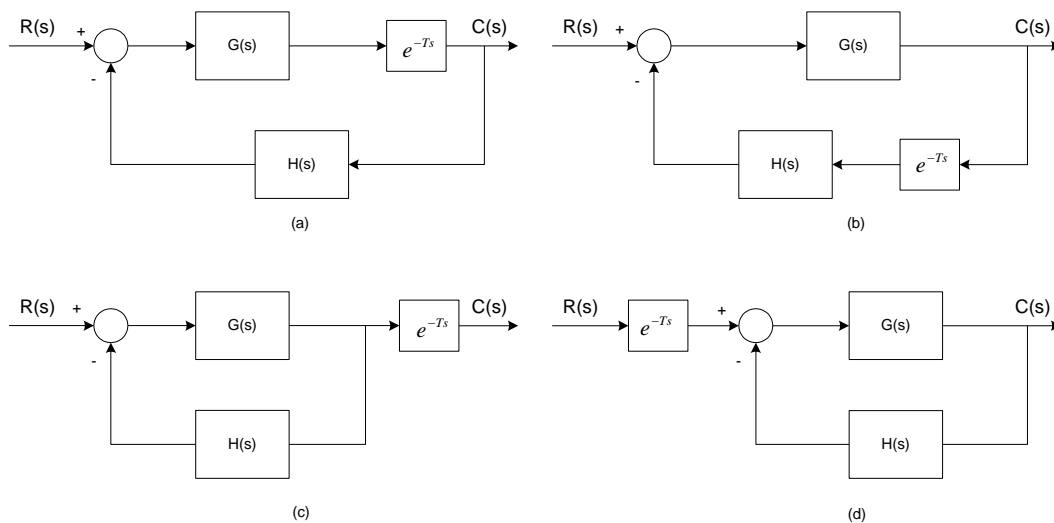 R(s)
+
-
G(s)
e^{-Ts}
C(s)
H(s)
(a)
R(s)
+
-
G(s)
C(s)
H(s)
e^{-Ts}
(b)
R(s)
+
-
G(s)
e^{-Ts}
C(s)
H(s)
(c)
R(s)
e^{-Ts}
+
-
G(s)
C(s)
H(s)
(d)